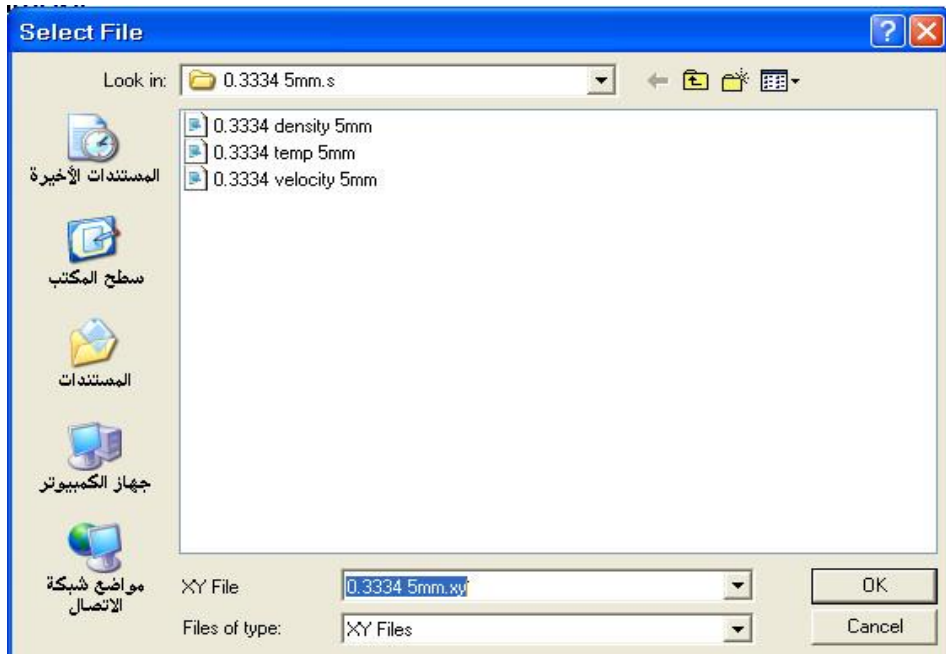 Select File
Look in:
0.3334 5mm.s
0.3334 density 5mm
0.3334 temp 5mm
0.3334 velocity 5mm
المستندات الأخيرة
سطح المكتب
المستندات
جهاز الكمبيوتر
مواضع شبكة
الاتصال
XY File
0.3334 5mm.xy
OK
Files of type:
XY Files
Cancel